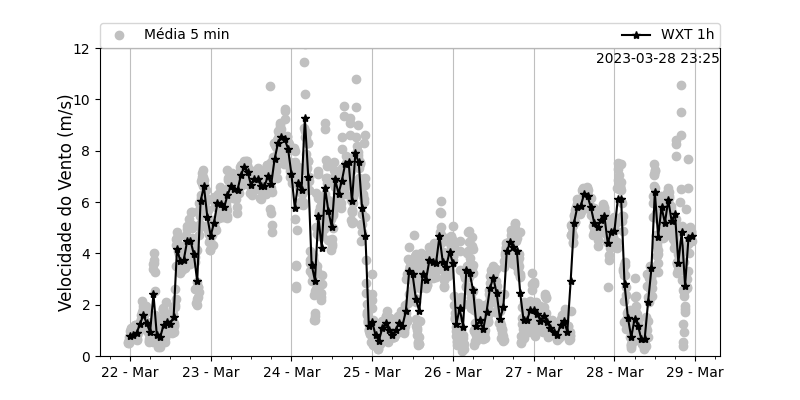 Média 5 min WXT 1h
2023-03-28 23:25
Velocidade do Vento (m/s)
12
10
8
6
4
2
0
22 - Mar 23 - Mar 24 - Mar 25 - Mar 26 - Mar 27 - Mar 28 - Mar 29 - Mar